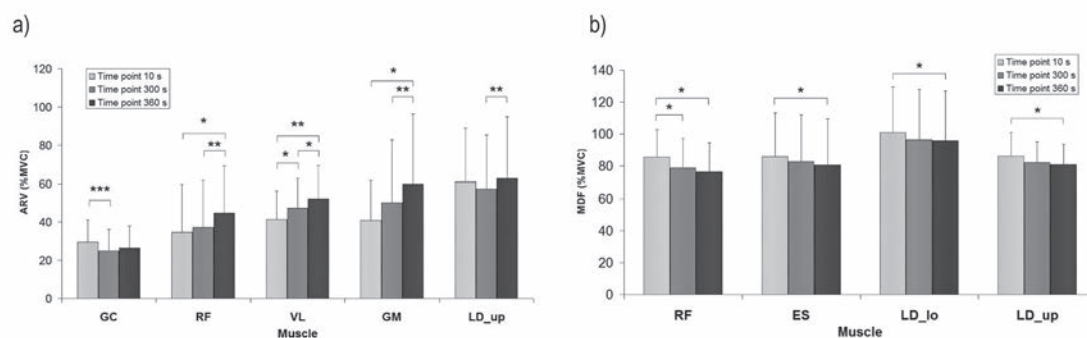 a)
Time point 10 s
Time point 300 s
Time point 360 s
ARV (%MVC)
120
100
80
60
40
20
0
***
*
**
**
*
*
*
**
**
GC RF VL GM LD_up
Muscle
b)
Time point 10 s
Time point 300 s
Time point 360 s
MDF (%MVC)
140
120
100
80
60
40
20
0
*
*
*
*
*
RF ES LD_lo LD_up
Muscle